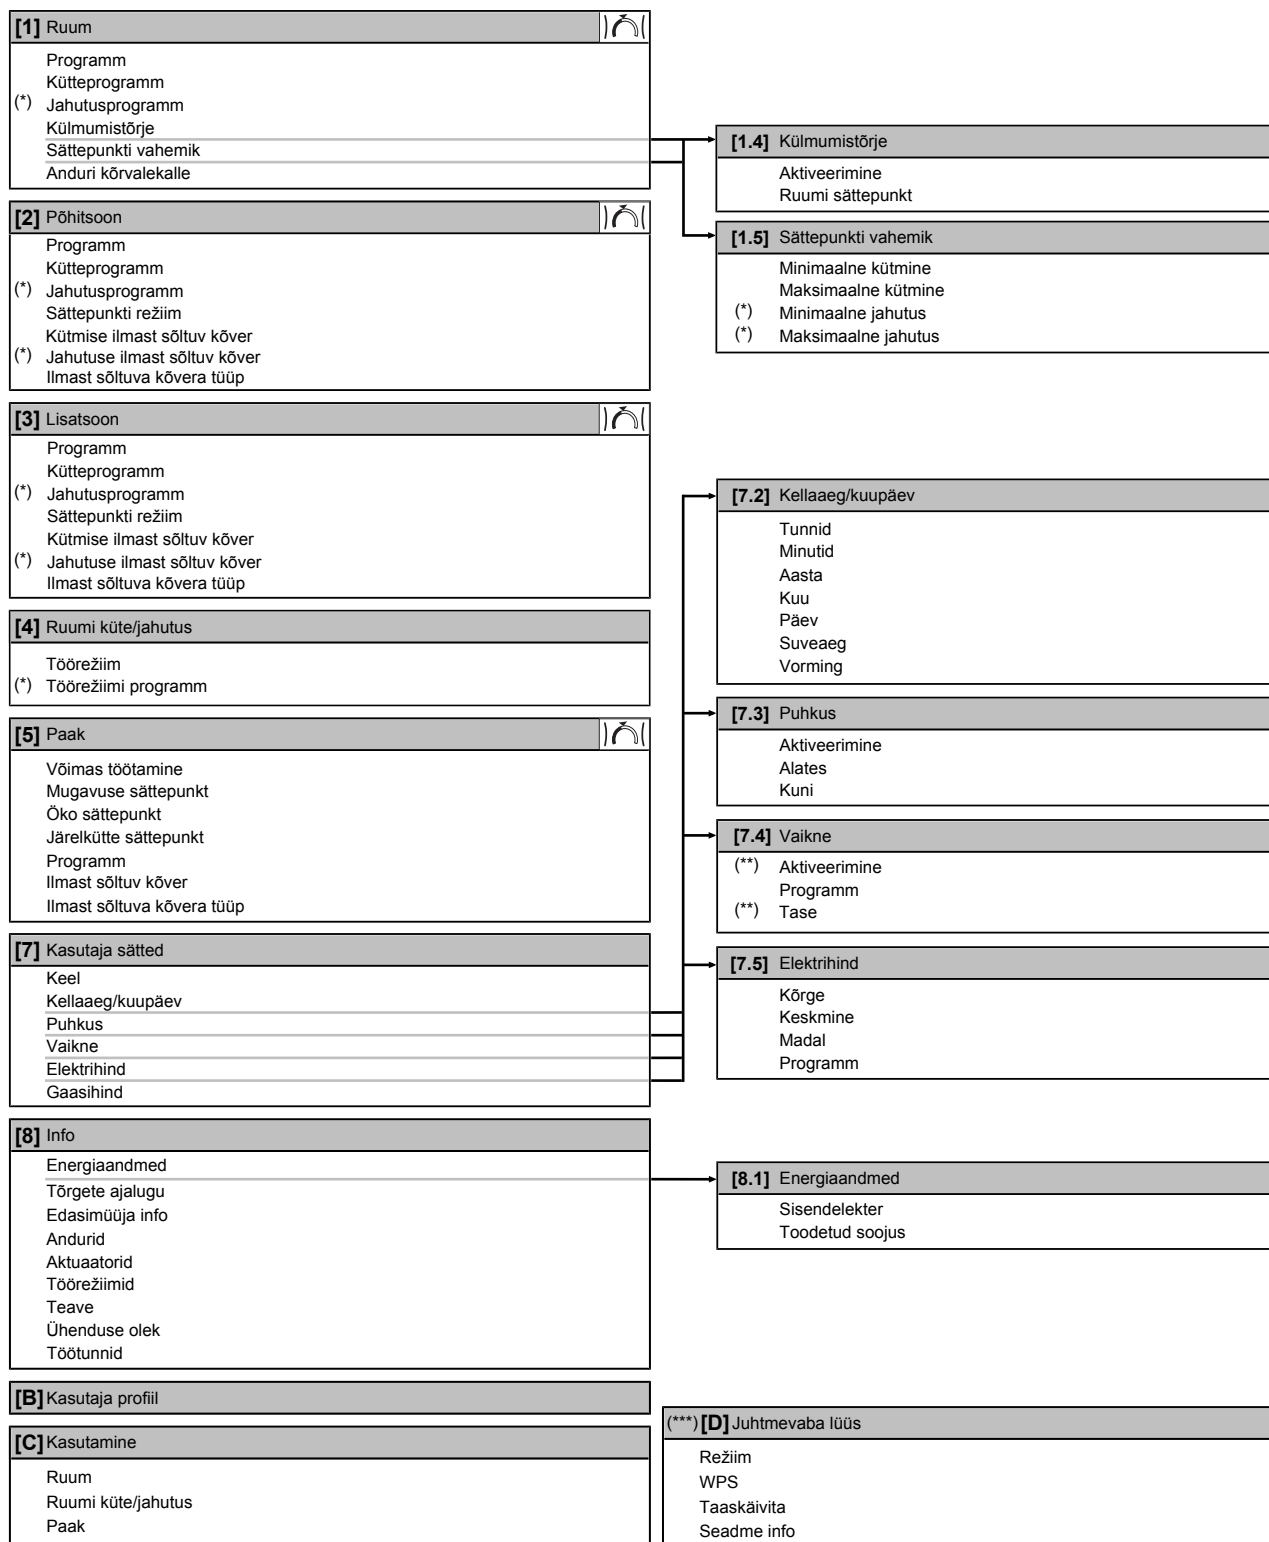 [1] Ruum
Programm
Kütteprogramm
(*) Jahutusprogramm
Külmumistõrje
Sättepunkti vahemik
Anduri kõrvalekalle
[1.4] Külmumistõrje
Aktiveerimine
Ruumi sättepunkt
[1.5] Sättepunkti vahemik
Minimaalne kütmine
Maksimaalne kütmine
(*) Minimaalne jahutus
(*) Maksimaalne jahutus
[2] Põhitsoon
Programm
Kütteprogramm
(*) Jahutusprogramm
Sättepunkti režiim
Kütmise ilmast sõltuv kõver
(*) Jahutuse ilmast sõltuv kõver
Ilmast sõltuva kõvera tüüp
[3] Lisatsoon
Programm
Kütteprogramm
(*) Jahutusprogramm
Sättepunkti režiim
Kütmise ilmast sõltuv kõver
(*) Jahutuse ilmast sõltuv kõver
Ilmast sõltuva kõvera tüüp
[4] Ruumi küte/jahutus
Töörežiim
(*) Töörežiimi programm
[5] Paak
Võimas töötamine
Mugavuse sättepunkt
Öko sättepunkt
Järelkütte sättepunkt
Programm
Ilmast sõltuv kõver
Ilmast sõltuva kõvera tüüp
[7] Kasutaja sätted
Keel
Kellaaeg/kuupäev
Puhkus
Vaikne
Elektrihind
Gaasihind
[7.2] Kellaaeg/kuupäev
Tunnid
Minutid
Aasta
Kuu
Päev
Suveaeg
Vorming
[7.3] Puhkus
Aktiveerimine
Alates
Kuni
[7.4] Vaikne
(**) Aktiveerimine
Programm
(**) Tase
[7.5] Elektrihind
Kõrge
Keskmine
Madal
Programm
[8] Info
Energiaandmed
Tõrgete ajalugu
Edasimüüja info
Andurid
Aktuaatorid
Töörežiimid
Teave
Ühenduse olek
Töötunnid
[8.1] Energiaandmed
Sisendelekter
Toodetud soojus
[B] Kasutaja profiil
[C] Kasutamine
Ruum
Ruumi küte/jahutus
Paak
(***) [D] Juhtmevaba lüüs
Režiim
WPS
Taaskäivita
Seadme info